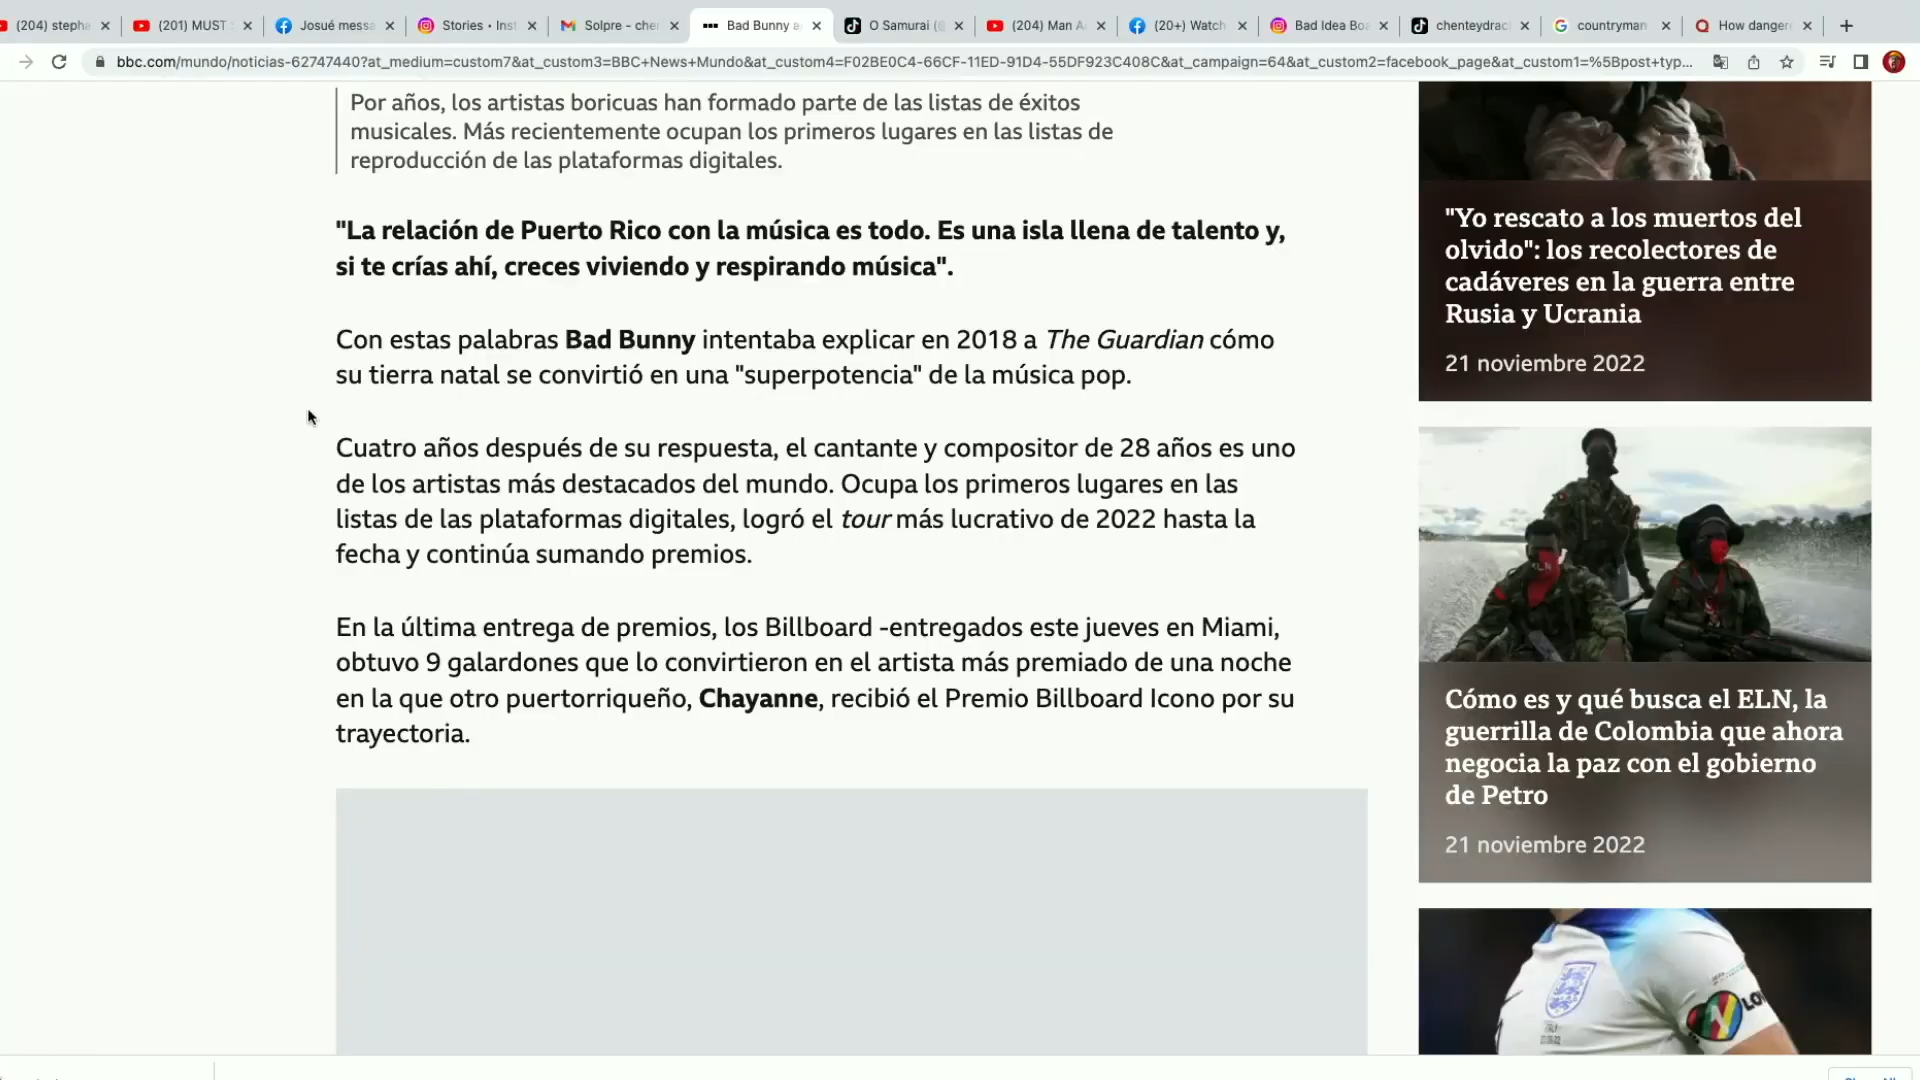 (204) stepha
(201) MUST
Josué messa
Stories • Inst
Solpre - che
Bad Bunny a
O Samurai (@
(204) Man A
(20+) Watch
Bad Idea Boa
chenteydrac
countryman
How danger
bbc.com/mundo/noticias-62747440?at_medium=custom7&at_custom3=BBC+News+Mundo&at_custom4=F02BE0C4-66CF-11ED-91D4-55DF923C408C&at_campaign=64&at_custom2=facebook_page&at_custom1=%5Bpost+typ...
Por años, los artistas boricuas han formado parte de las listas de éxitos
musicales. Más recientemente ocupan los primeros lugares en las listas de
reproducción de las plataformas digitales.
"La relación de Puerto Rico con la música es todo. Es una isla llena de talento y,
si te crías ahí, creces viviendo y respirando música".
Con estas palabras Bad Bunny intentaba explicar en 2018 a The Guardian cómo
su tierra natal se convirtió en una "superpotencia" de la música pop.
Cuatro años después de su respuesta, el cantante y compositor de 28 años es uno
de los artistas más destacados del mundo. Ocupa los primeros lugares en las
listas de las plataformas digitales, logró el tour más lucrativo de 2022 hasta la
fecha y continúa sumando premios.
En la última entrega de premios, los Billboard -entregados este jueves en Miami,
obtuvo 9 galardones que lo convirtieron en el artista más premiado de una noche
en la que otro puertorriqueño, Chayanne, recibió el Premio Billboard Icono por su
trayectoria.
"Yo rescato a los muertos del
olvido": los recolectores de
cadáveres en la guerra entre
Rusia y Ucrania
21 noviembre 2022
Cómo es y qué busca el ELN, la
guerrilla de Colombia que ahora
negocia la paz con el gobierno
de Petro
21 noviembre 2022